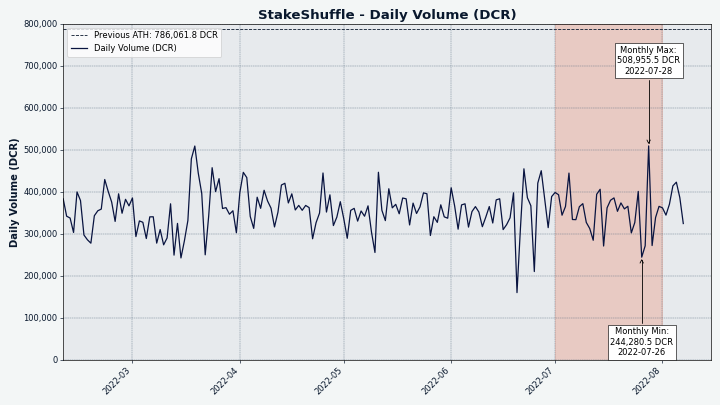 StakeShuffle - Daily Volume (DCR)
Previous ATH: 786,061.8 DCR
Daily Volume (DCR)
Monthly Max:
508,955.5 DCR
2022-07-28
Monthly Min:
244,280.5 DCR
2022-07-26
Daily Volume (DCR)
800,000
700,000
600,000
500,000
400,000
300,000
200,000
100,000
0
2022-03
2022-04
2022-05
2022-06
2022-07
2022-08